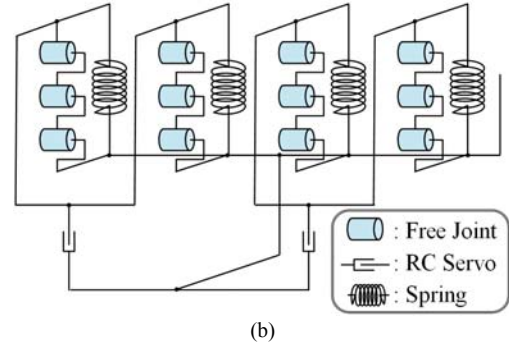 : Free Joint
: RC Servo
: Spring
(b)